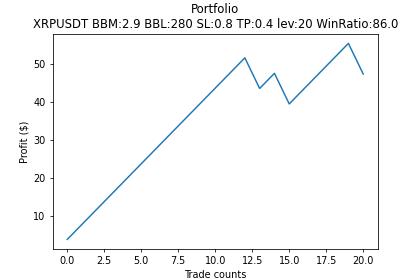 Portfolio
XRPUSDT BBM:2.9 BBL:280 SL:0.8 TP:0.4 lev:20 WinRatio:86.0
Profit ($)
50
40
30
20
10
0.0 2.5 5.0 7.5 10.0 12.5 15.0 17.5 20.0
Trade counts